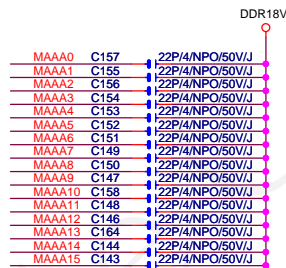 DDR18V
MAAA0 C157 22P/4/NPO/50V/J
MAAA1 C155 22P/4/NPO/50V/J
MAAA2 C156 22P/4/NPO/50V/J
MAAA3 C154 22P/4/NPO/50V/J
MAAA4 C153 22P/4/NPO/50V/J
MAAA5 C152 22P/4/NPO/50V/J
MAAA6 C151 22P/4/NPO/50V/J
MAAA7 C149 22P/4/NPO/50V/J
MAAA8 C150 22P/4/NPO/50V/J
MAAA9 C147 22P/4/NPO/50V/J
MAAA10 C158 22P/4/NPO/50V/J
MAAA11 C148 22P/4/NPO/50V/J
MAAA12 C146 22P/4/NPO/50V/J
MAAA13 C164 22P/4/NPO/50V/J
MAAA14 C144 22P/4/NPO/50V/J
MAAA15 C143 22P/4/NPO/50V/J